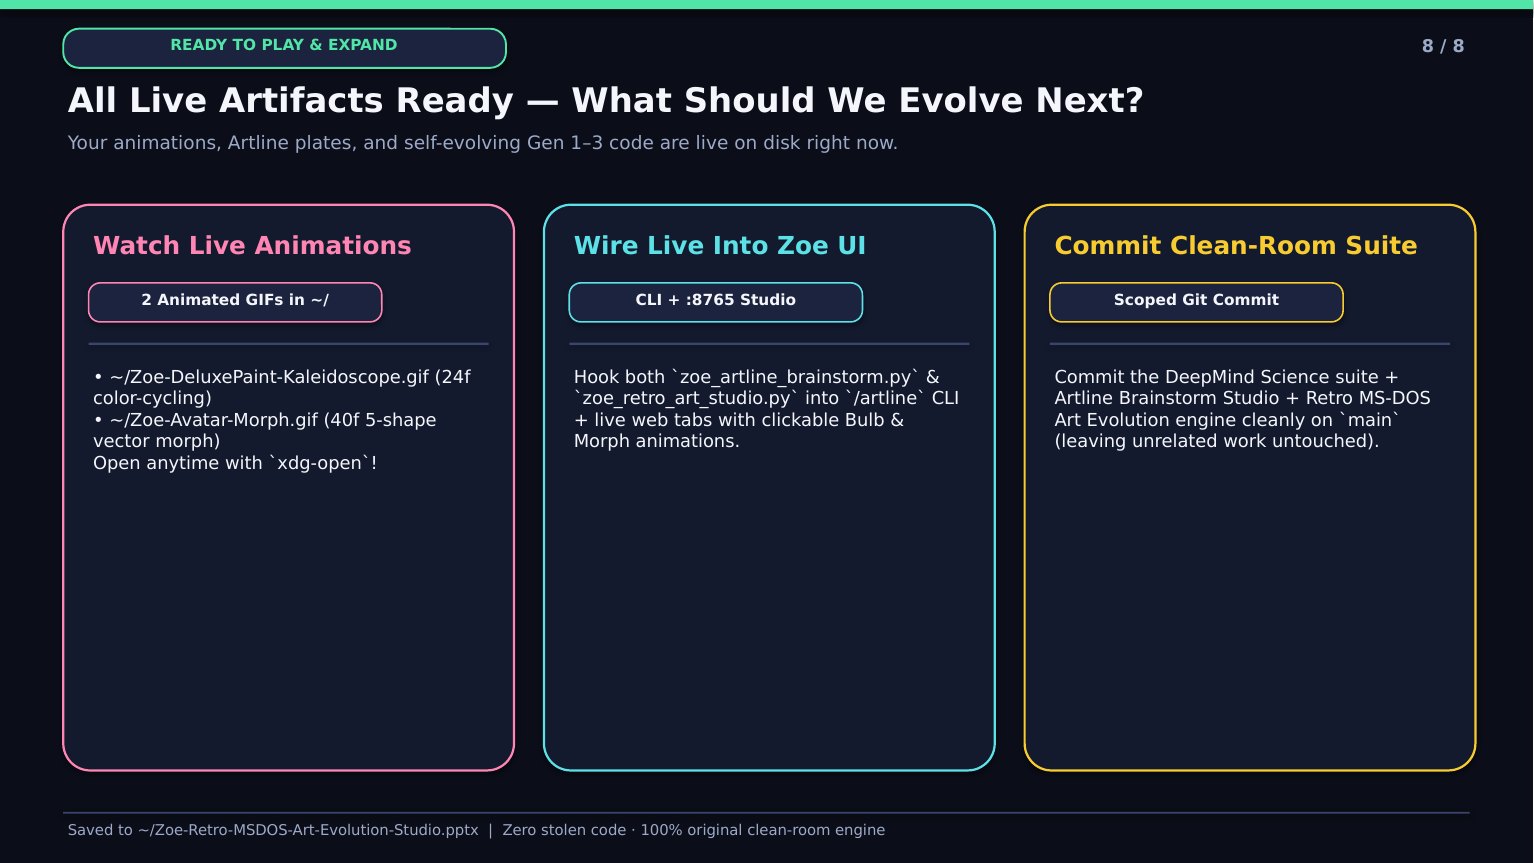 READY TO PLAY & EXPAND
8 / 8
All Live Artifacts Ready — What Should We Evolve Next?
Your animations, Artline plates, and self-evolving Gen 1–3 code are live on disk right now.
Watch Live Animations
2 Animated GIFs in ~/
• ~/Zoe-DeluxePaint-Kaleidoscope.gif (24f
color-cycling)
• ~/Zoe-Avatar-Morph.gif (40f 5-shape
vector morph)
Open anytime with `xdg-open`!
Wire Live Into Zoe UI
CLI + :8765 Studio
Hook both `zoe_artline_brainstorm.py` &
`zoe_retro_art_studio.py` into `/artline` CLI
+ live web tabs with clickable Bulb &
Morph animations.
Commit Clean-Room Suite
Scoped Git Commit
Commit the DeepMind Science suite +
Artline Brainstorm Studio + Retro MS-DOS
Art Evolution engine cleanly on `main`
(leaving unrelated work untouched).
Saved to ~/Zoe-Retro-MSDOS-Art-Evolution-Studio.pptx | Zero stolen code · 100% original clean-room engine